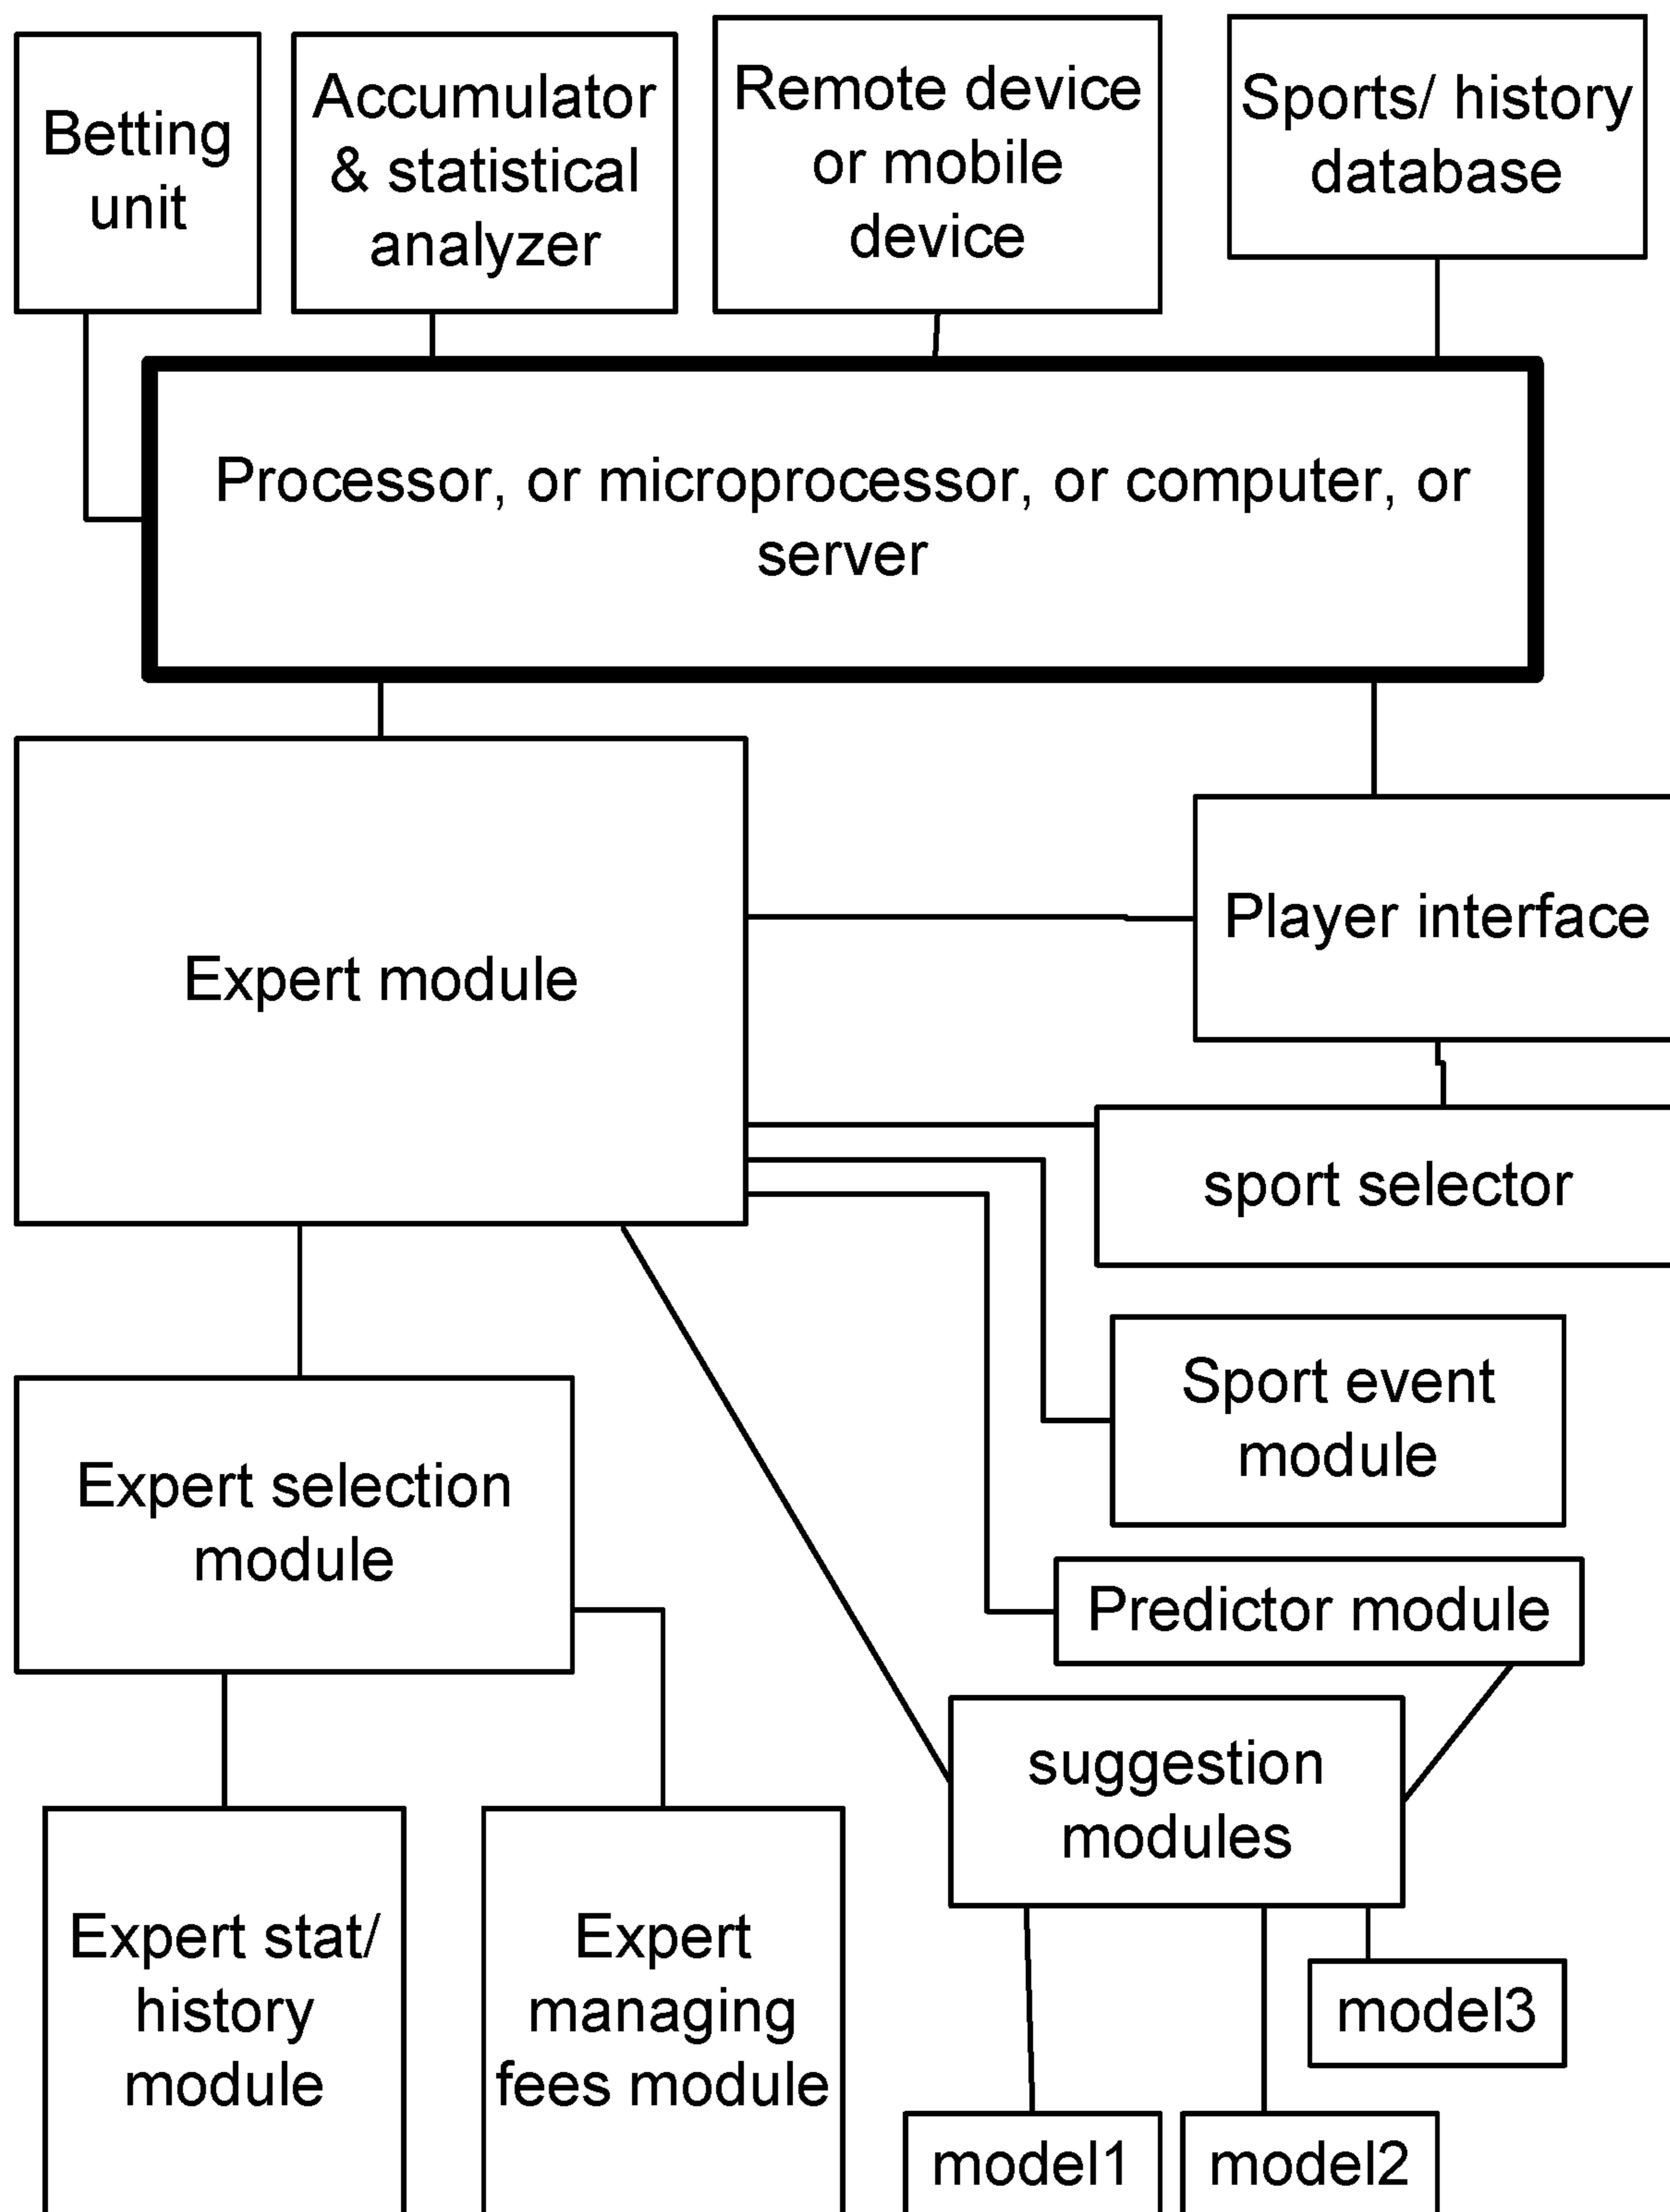 Betting
unit
Accumulator
& statistical
analyzer
Remote device
or mobile
device
Sports/ history
database
Processor, or microprocessor, or computer, or
server
Expert module
Player interface
sport selector
Sport event
module
Expert selection
module
Predictor module
suggestion
modules
Expert stat/
history
module
Expert
managing
fees module
model3
model1
model2